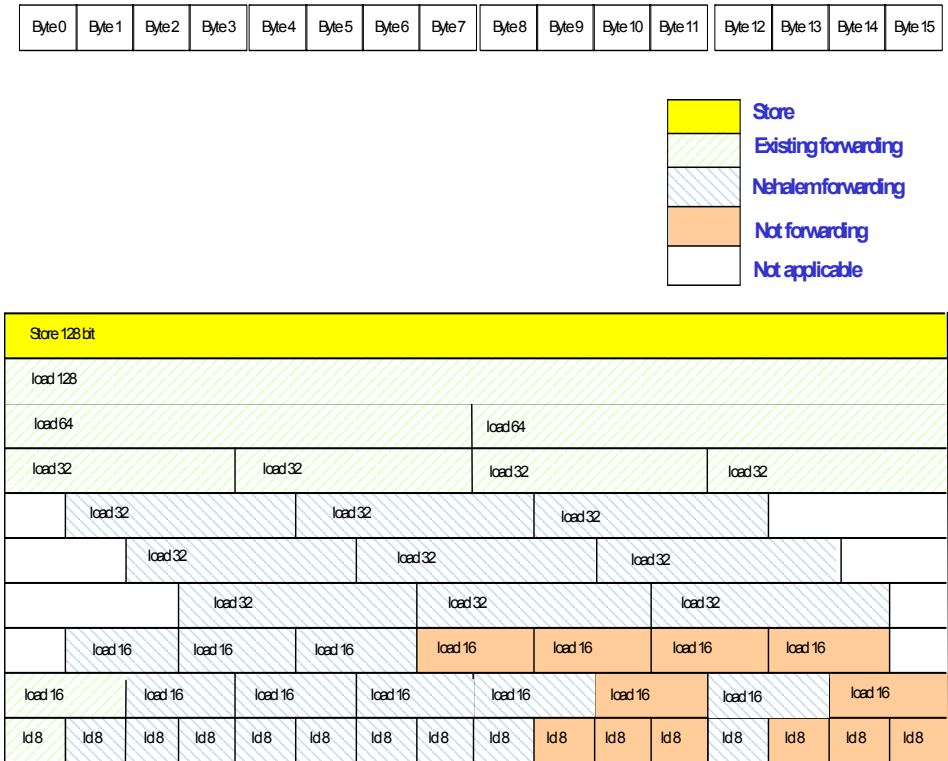 Byte 0 Byte 1 Byte 2 Byte 3 Byte 4 Byte 5 Byte 6 Byte 7 Byte 8 Byte 9 Byte 10 Byte 11 Byte 12 Byte 13 Byte 14 Byte 15
Store
Existing forwarding
Nehalem forwarding
Not forwarding
Not applicable
Store 128 bit
load 128
load 64 load 64
load 32 load 32 load 32 load 32
load 32 load 32 load 32
load 32 load 32 load 32
load 32 load 32 load 32
load 16 load 16 load 16 load 16 load 16 load 16 load 16
load 16 load 16 load 16 load 16 load 16 load 16 load 16 load 16
ld 8 ld 8 ld 8 ld 8 ld 8 ld 8 ld 8 ld 8 ld 8 ld 8 ld 8 ld 8 ld 8 ld 8 ld 8 ld 8